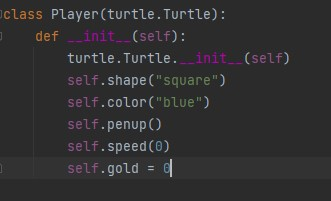 class Player(turtle.Turtle):
    def __init__(self):
        turtle.Turtle.__init__(self)
        self.shape("square")
        self.color("blue")
        self.penup()
        self.speed(0)
        self.gold = 0